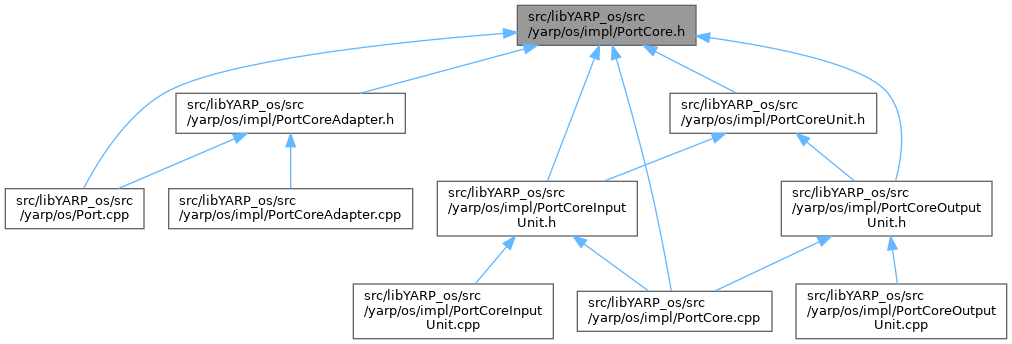 src/libYARP_os/src
/yarp/os/impl/PortCore.h
src/libYARP_os/src
/yarp/os/impl/PortCoreAdapter.h
src/libYARP_os/src
/yarp/os/impl/PortCoreUnit.h
src/libYARP_os/src
/yarp/os/Port.cpp
src/libYARP_os/src
/yarp/os/impl/PortCoreAdapter.cpp
src/libYARP_os/src
/yarp/os/impl/PortCoreInput
Unit.h
src/libYARP_os/src
/yarp/os/impl/PortCoreOutput
Unit.h
src/libYARP_os/src
/yarp/os/impl/PortCoreInput
Unit.cpp
src/libYARP_os/src
/yarp/os/impl/PortCore.cpp
src/libYARP_os/src
/yarp/os/impl/PortCoreOutput
Unit.cpp